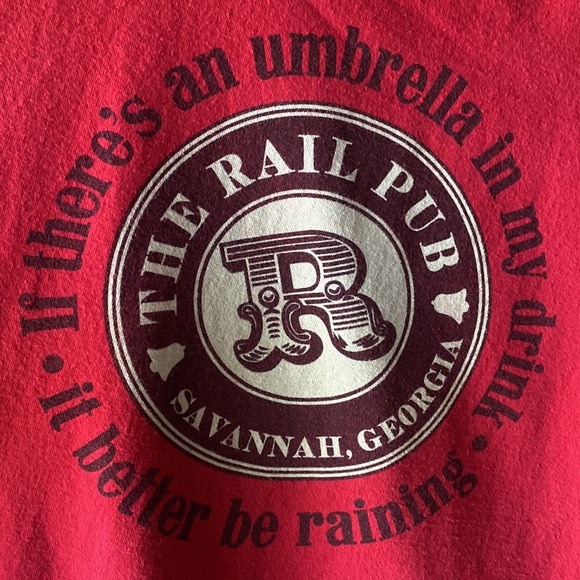 If there's an umbrella in my drink
• it better be raining •
THE RAIL PUB
R
SAVANNAH, GEORGIA